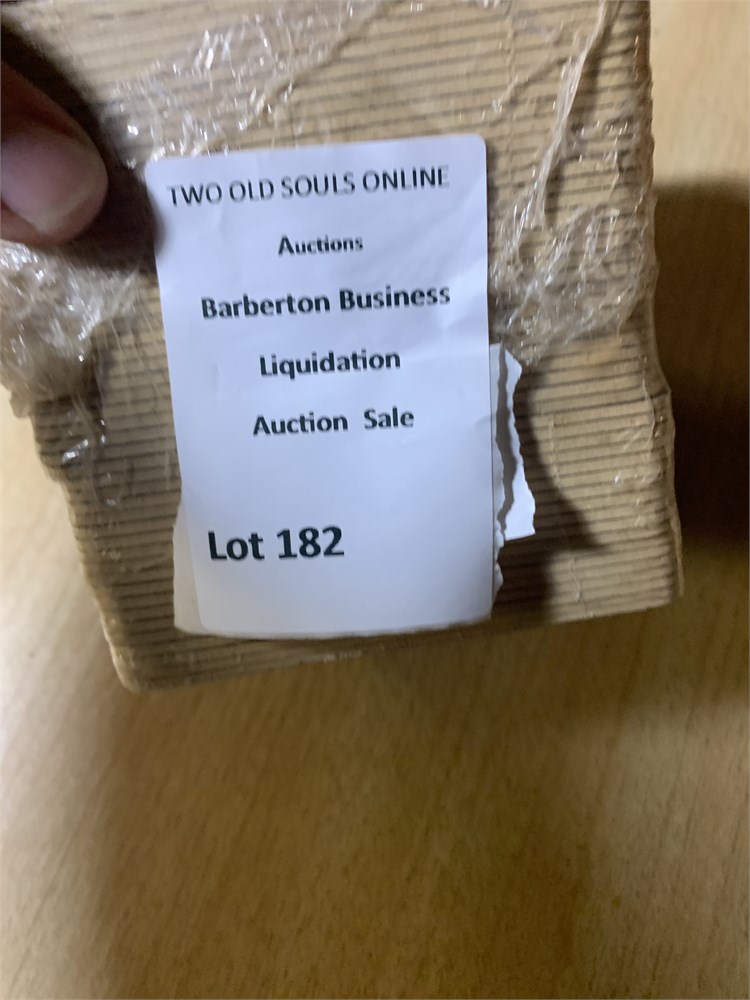 TWO OLD SOULS ONLINE
Auctions
Barberton Business
Liquidation
Auction Sale
Lot 182